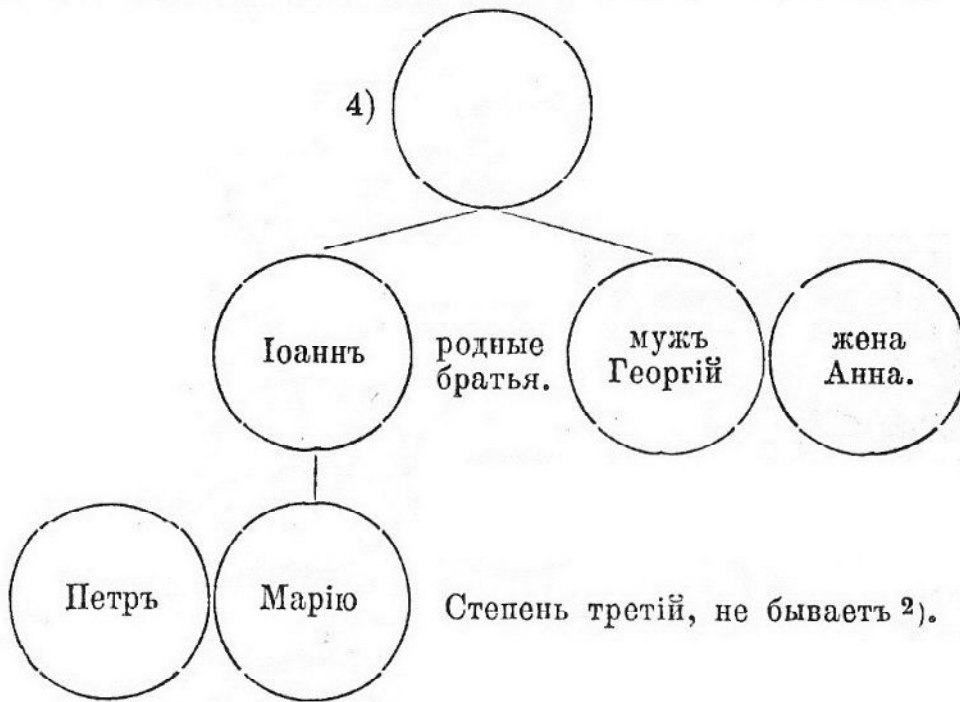 4)
Іоаннъ
родные
братья.
мужъ
Георгій
жена
Анна.
Петръ
Марію
Степень третій, не бываетъ ²).